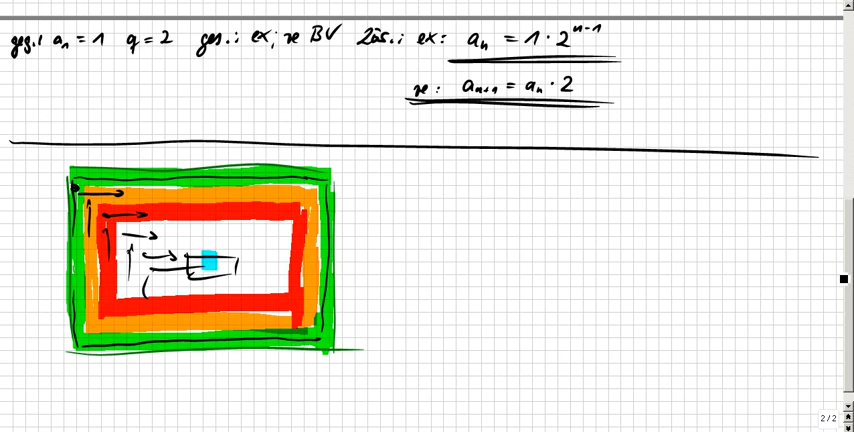 geg.: a₁ = 1 q = 2 ges.: ex; re BV Lös.: ex: aₙ = 1 · 2ⁿ⁻¹
re: aₙ₊₁ = aₙ · 2
2/2